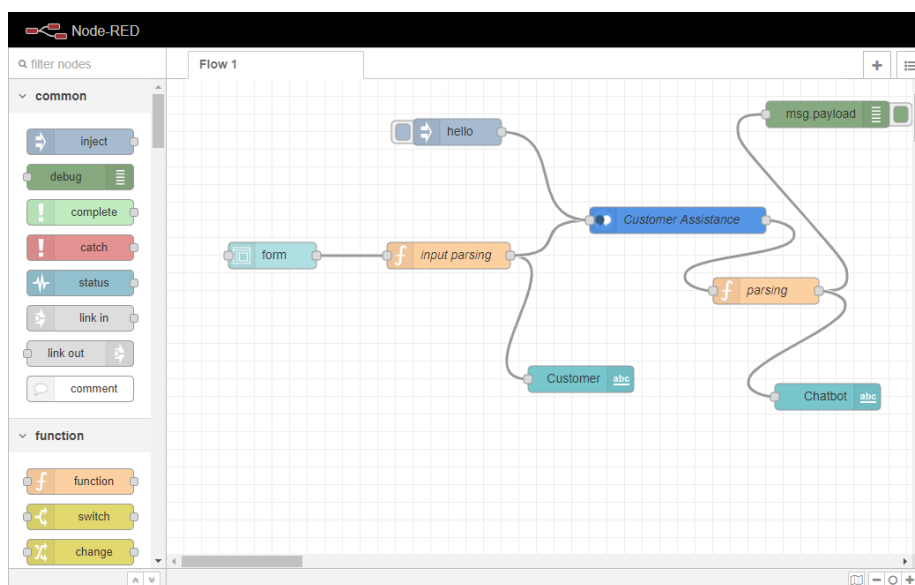 Node-RED
filter nodes
Flow 1
common
inject
debug
complete
catch
status
link in
link out
comment
function
function
switch
change
hello
form
input parsing
Customer Assistance
Customer abc
msg.payload
parsing
Chatbot abc